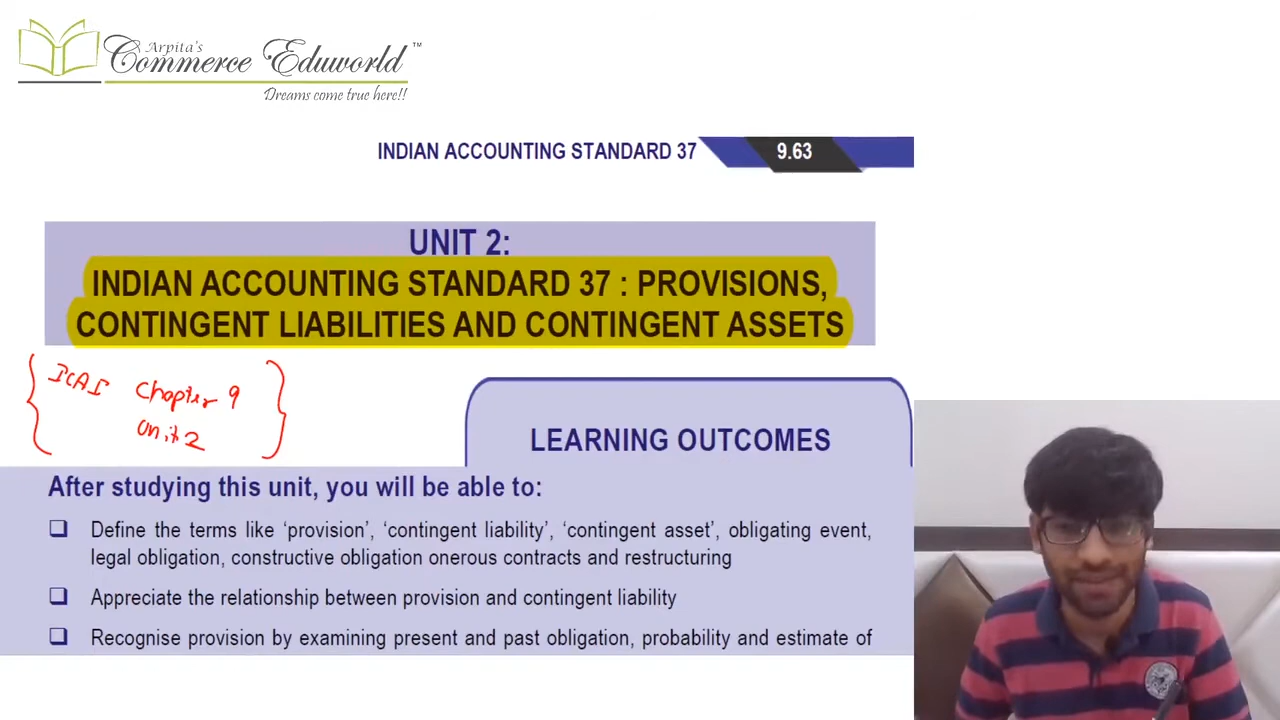 Arpita's
Commerce Eduworld™
Dreams come true here!!
INDIAN ACCOUNTING STANDARD 37 9.63
UNIT 2:
INDIAN ACCOUNTING STANDARD 37 : PROVISIONS,
CONTINGENT LIABILITIES AND CONTINGENT ASSETS
ICAI Chapter 9
Unit 2
LEARNING OUTCOMES
After studying this unit, you will be able to:
❑ Define the terms like ‘provision’, ‘contingent liability’, ‘contingent asset’, obligating event,
legal obligation, constructive obligation onerous contracts and restructuring
❑ Appreciate the relationship between provision and contingent liability
❑ Recognise provision by examining present and past obligation, probability and estimate of